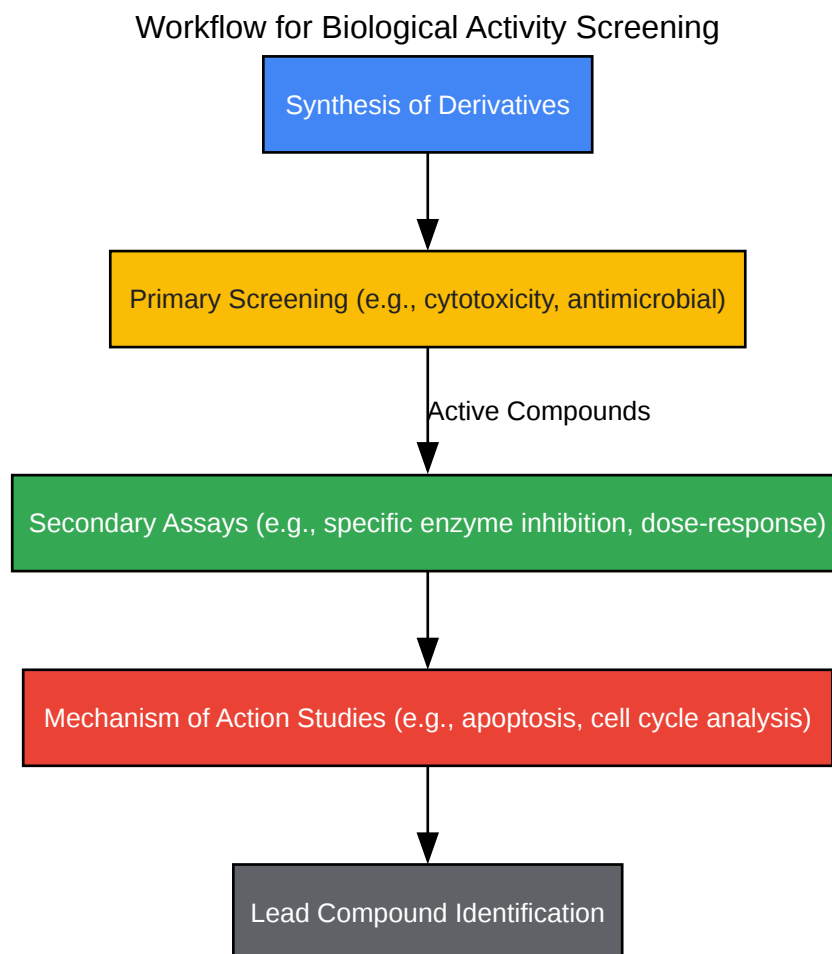 Workflow for Biological Activity Screening
Synthesis of Derivatives
Primary Screening (e.g., cytotoxicity, antimicrobial)
Active Compounds
Secondary Assays (e.g., specific enzyme inhibition, dose-response)
Mechanism of Action Studies (e.g., apoptosis, cell cycle analysis)
Lead Compound Identification